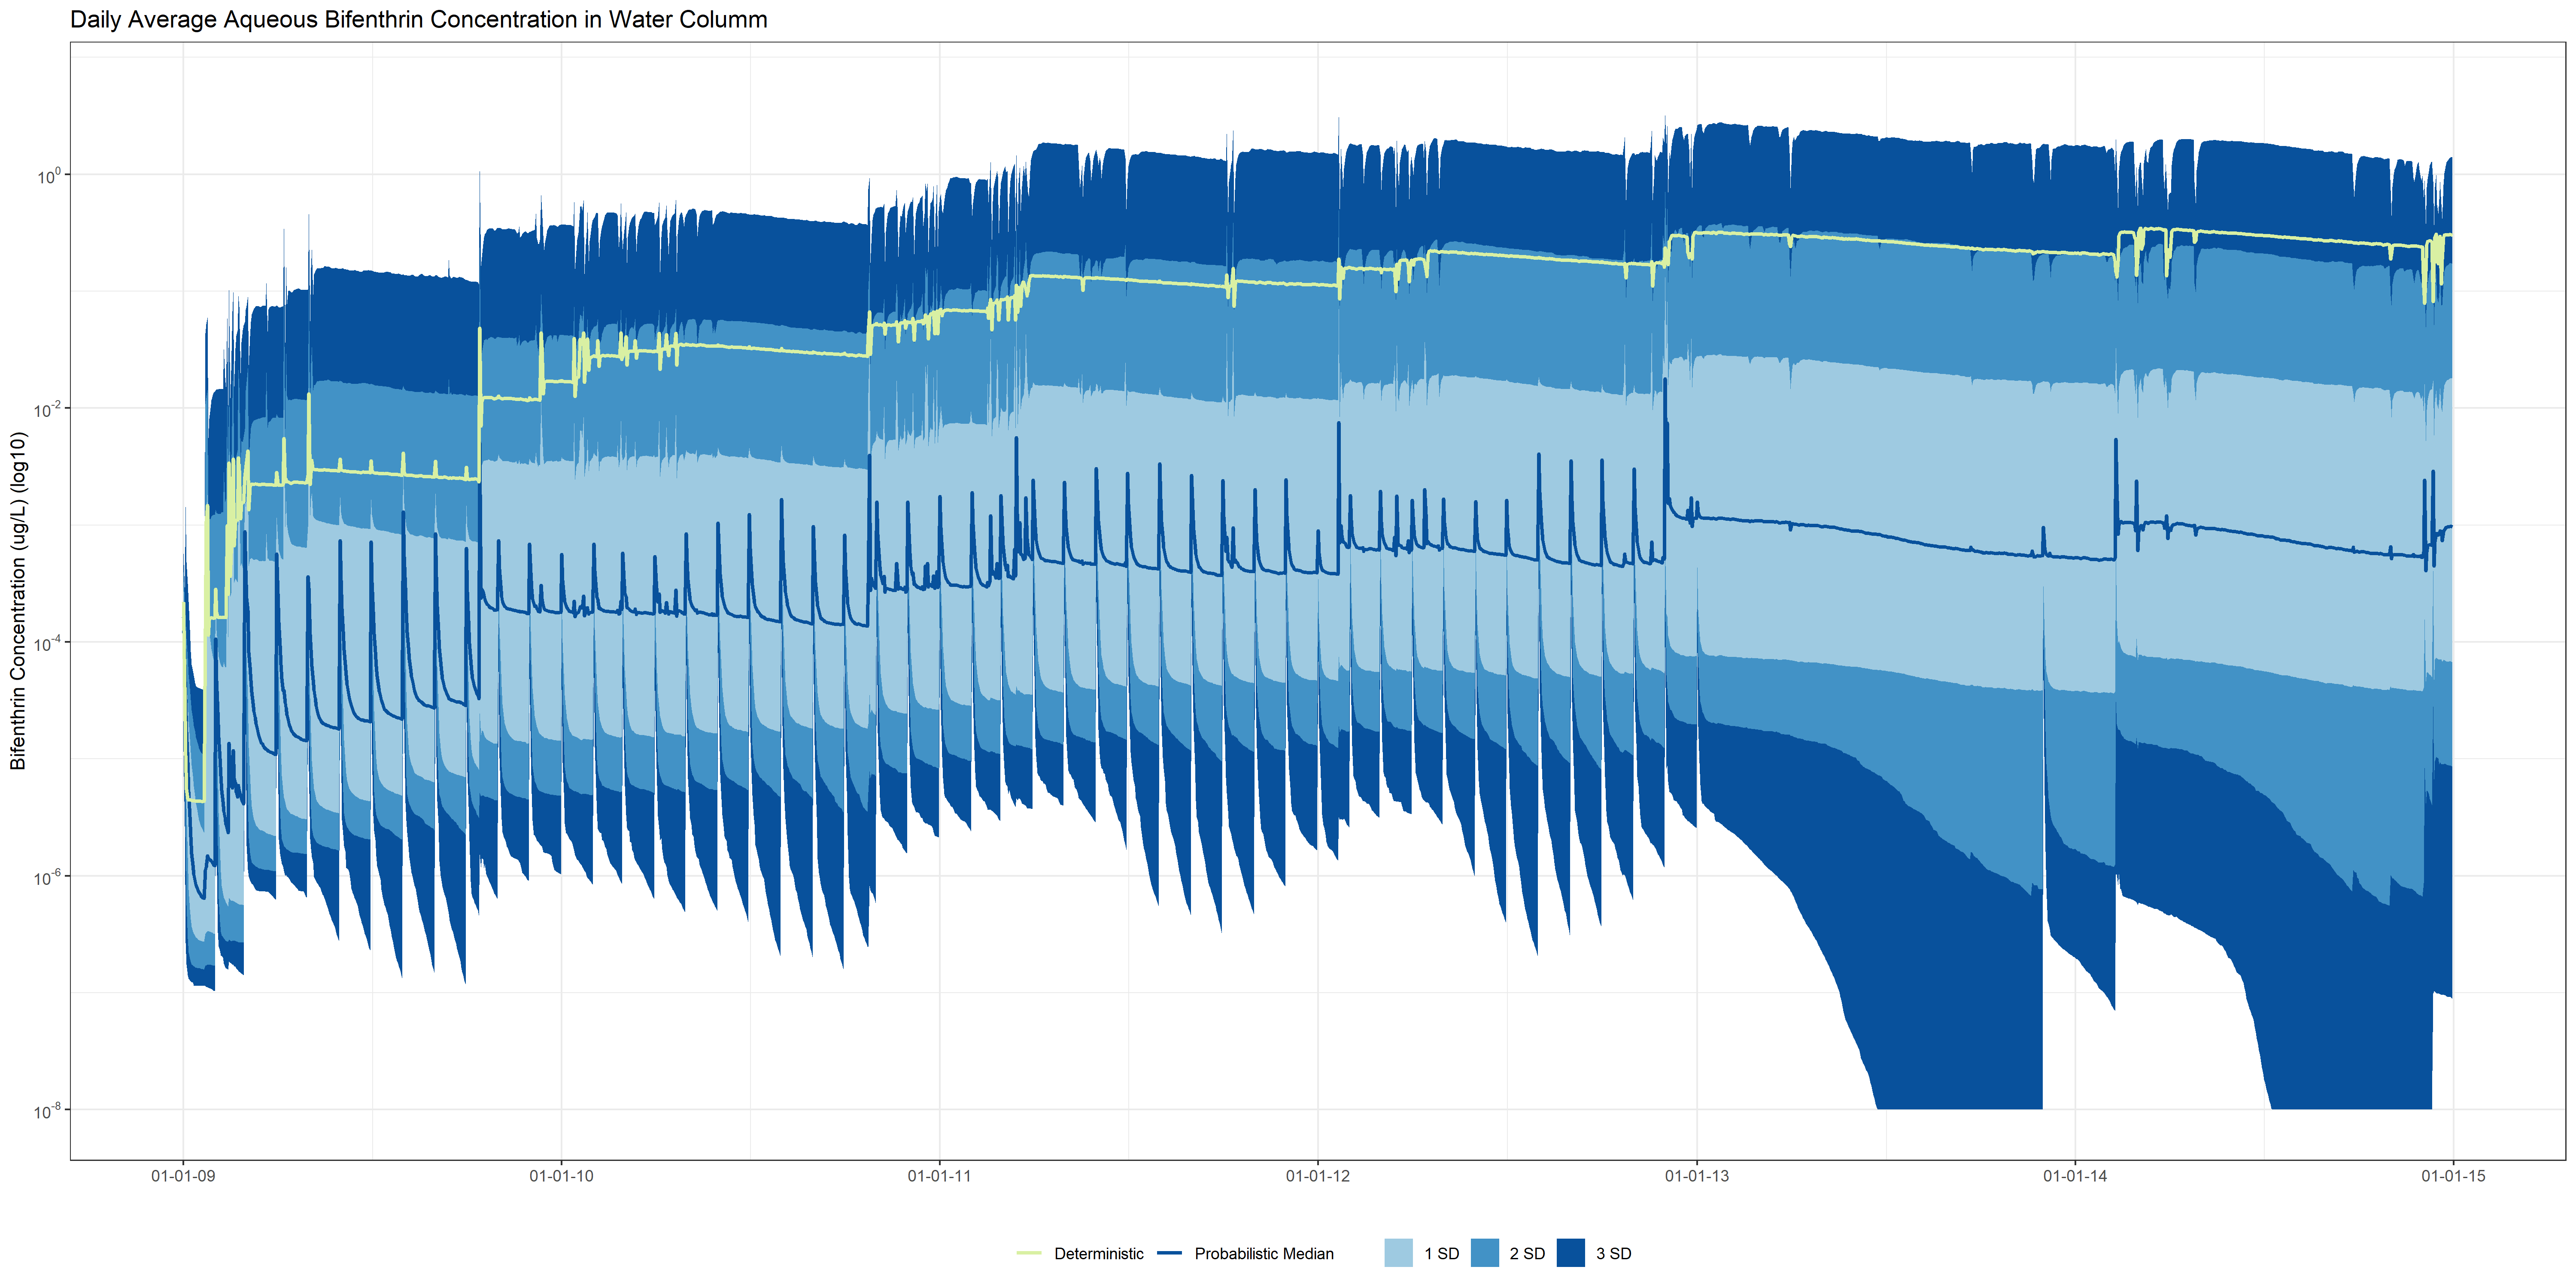 Daily Average Aqueous Bifenthrin Concentration in Water Columm
Bifenthrin Concentration (ug/L) (log10)
10^0
10^-2
10^-4
10^-6
10^-8
01-01-09 01-01-10 01-01-11 01-01-12 01-01-13 01-01-14 01-01-15
Deterministic Probabilistic Median 1 SD 2 SD 3 SD